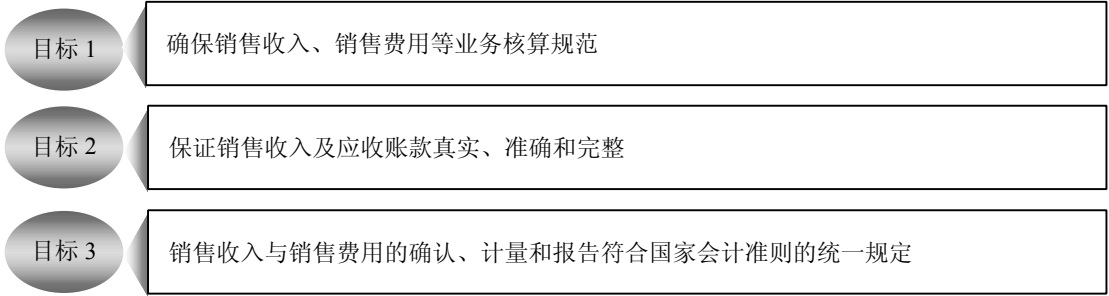 目标 1
确保销售收入、销售费用等业务核算规范
目标 2
保证销售收入及应收账款真实、准确和完整
目标 3
销售收入与销售费用的确认、计量和报告符合国家会计准则的统一规定